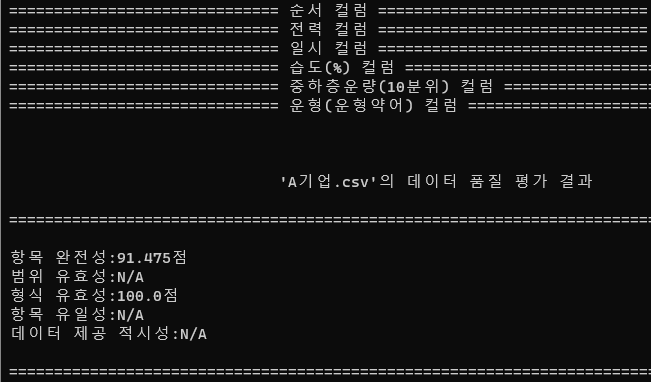 ============================== 순서 컬럼 ==============================
============================== 전력 컬럼 ==============================
============================== 일시 컬럼 ==============================
============================== 습도(%) 컬럼 ============================
============================== 중하층운량(10분위) 컬럼 =================
============================== 운형(운형약어) 컬럼 =====================
'A기업.csv'의 데이터 품질 평가 결과
========================================================================
항목 완전성:91.475점
범위 유효성:N/A
형식 유효성:100.0점
항목 유일성:N/A
데이터 제공 적시성:N/A
========================================================================